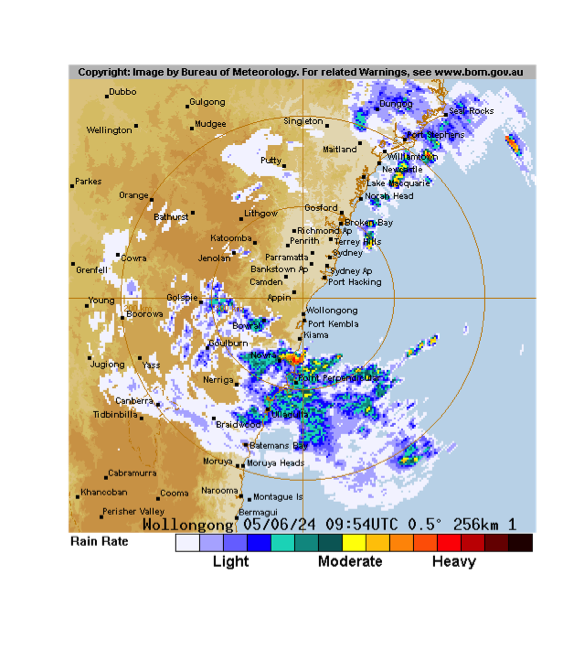 Copyright: Image by Bureau of Meteorology. For related Warnings, see www.bom.gov.au
Dubbo
Gulgong
Dungog
Seal Rocks
Wellington
Mudgee
Singleton
Port Stephens
Maitland
Williamtown
Putty
Newcastle
Parkes
Lake Macquarie
Orange
Norah Head
Bathurst
Lithgow
Gosford
Broken Bay
Richmond Ap
Katoomba
Penrith
Terrey Hills
Cowra
Jenolan
Parramatta
Sydney
Grenfell
Bankstown Ap
Sydney Ap
Camden
Port Hacking
Young
Goulburn
Appin
Boorowa
Wollongong
Bowral
Port Kembla
Kiama
Nowra
Jugiong
Yass
Nerriga
Point Perpendicular
Canberra
Tidbinbilla
Ulladulla
Braidwood
Batemans Bay
Moruya
Moruya Heads
Cabramurra
Khancoban
Cooma
Narooma
Montague Is
Perisher Valley
Bermagui
Wollongong 05/06/24 09:54UTC 0.5° 256km 1
Rain Rate
Light
Moderate
Heavy